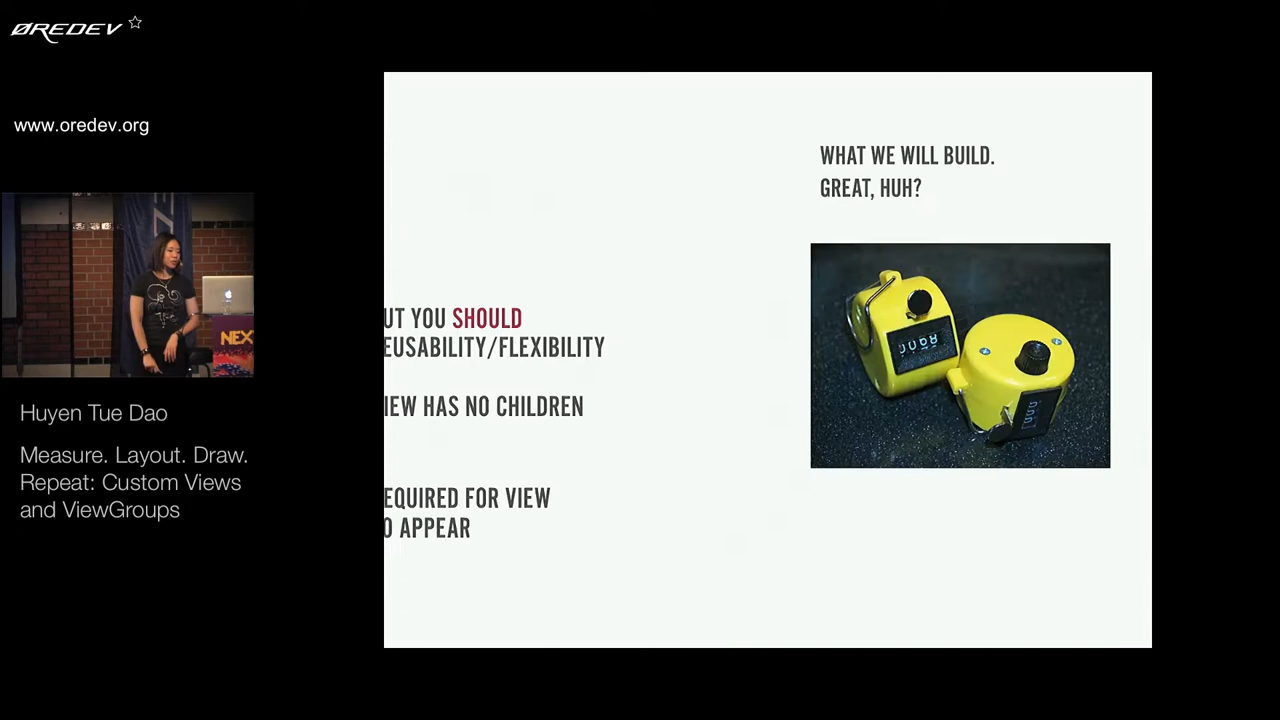 ØREDEV
www.oredev.org
NEX
Huyen Tue Dao
Measure. Layout. Draw.
Repeat: Custom Views
and ViewGroups
UT YOU SHOULD
EUSABILITY/FLEXIBILITY
IEW HAS NO CHILDREN
EQUIRED FOR VIEW
O APPEAR
WHAT WE WILL BUILD.
GREAT, HUH?